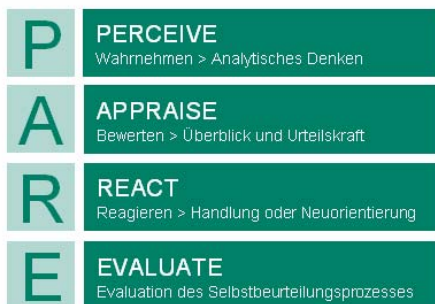 P
PERCEIVE
Wahrnehmen > Analytisches Denken
A
APPRAISE
Bewerten > Überblick und Urteilskraft
R
REACT
Reagieren > Handlung oder Neuorientierung
E
EVALUATE
Evaluation des Selbstbeurteilungsprozesses